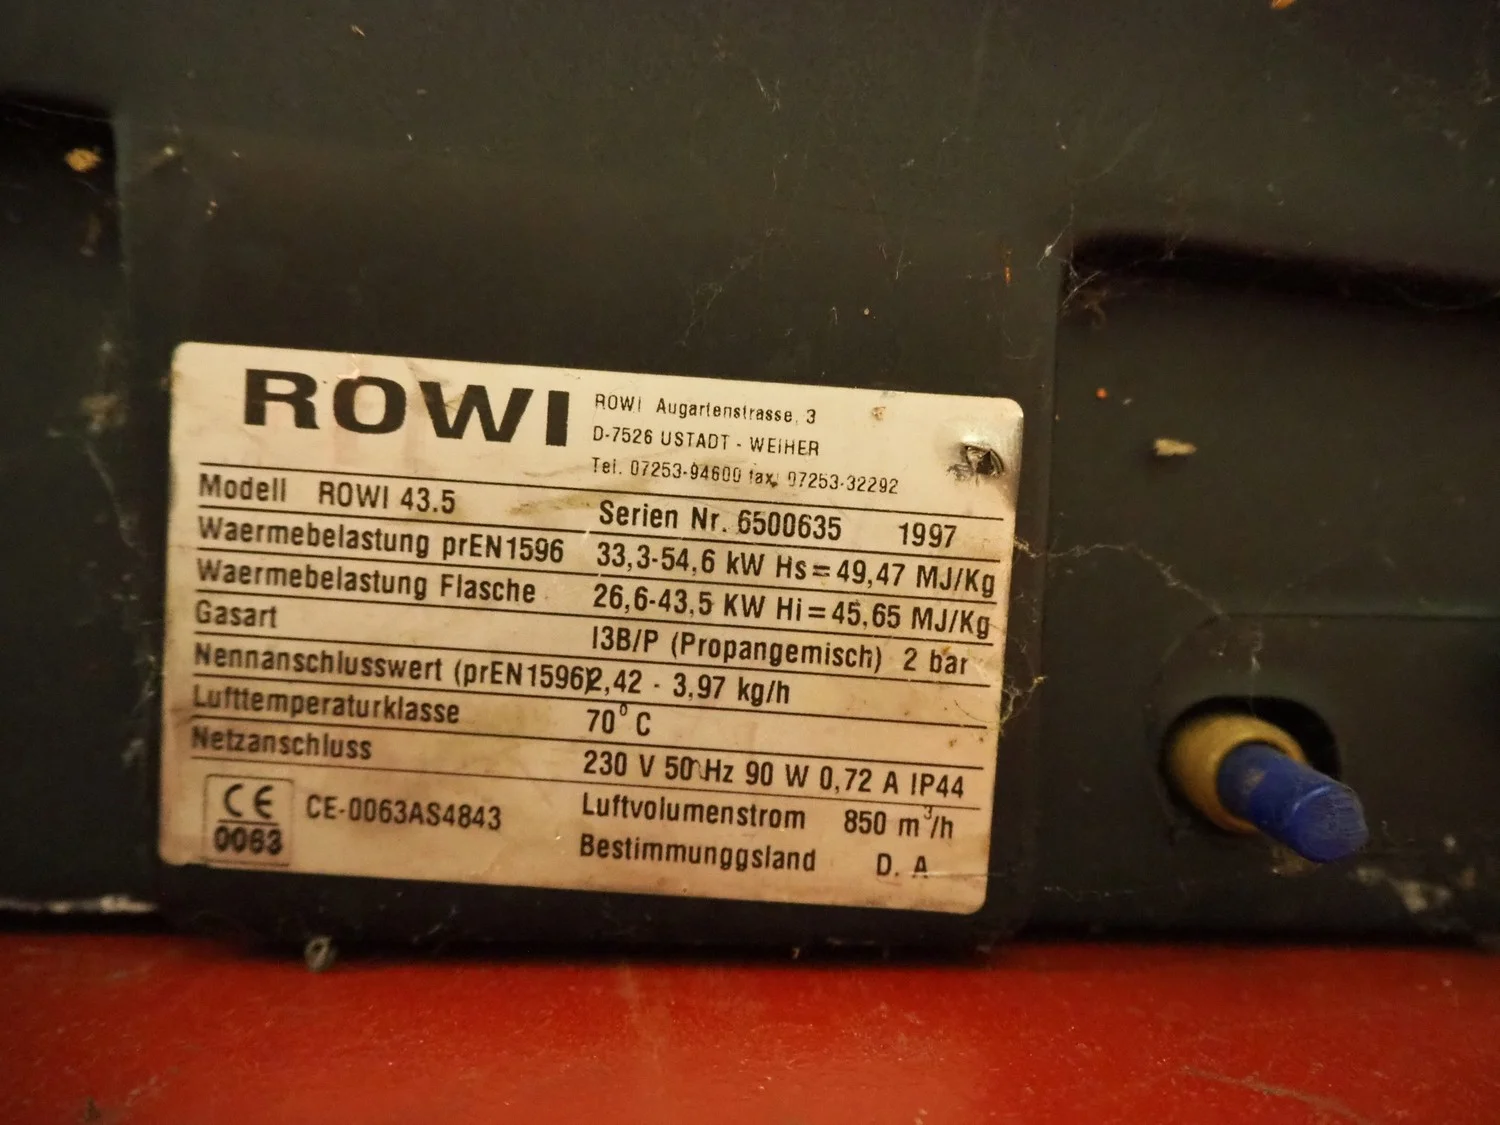 ROWI
ROWI Augartenstrasse, 3
D-7526 USTADT - WEIHER
Tel. 07253-94600 fax. 07253-32292
Modell ROWI 43.5 Serien Nr. 6500635 1997
Waermebelastung prEN1596 33,3-54,6 kW Hs=49,47 MJ/Kg
Waermebelastung Flasche 26,6-43,5 KW Hi=45,65 MJ/Kg
Gasart I3B/P (Propangemisch) 2 bar
Nennanschlusswert (prEN1596) 2,42 - 3,97 kg/h
Lufttemperaturklasse 70°C
Netzanschluss 230 V 50 Hz 90 W 0,72 A IP44
CE 0063 CE-0063AS4843 Luftvolumenstrom 850 m³/h
Bestimmunggsland D. A